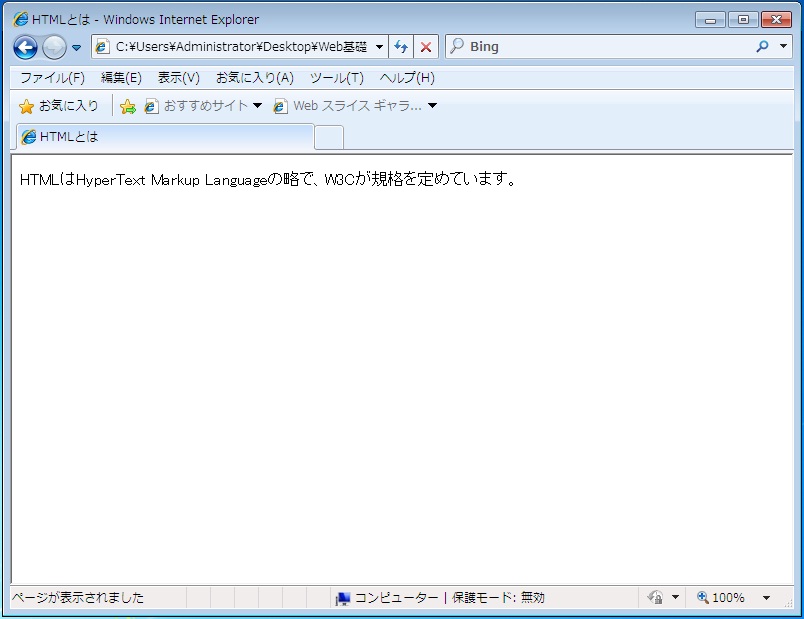 HTMLとは - Windows Internet Explorer
C:¥Users¥Administrator¥Desktop¥Web基礎
Bing
ファイル(F) 編集(E) 表示(V) お気に入り(A) ツール(T) ヘルプ(H)
お気に入り おすすめサイト Web スライス ギャラ...
HTMLとは
HTMLはHyperText Markup Languageの略で、W3Cが規格を定めています。
ページが表示されました コンピューター | 保護モード: 無効 100%